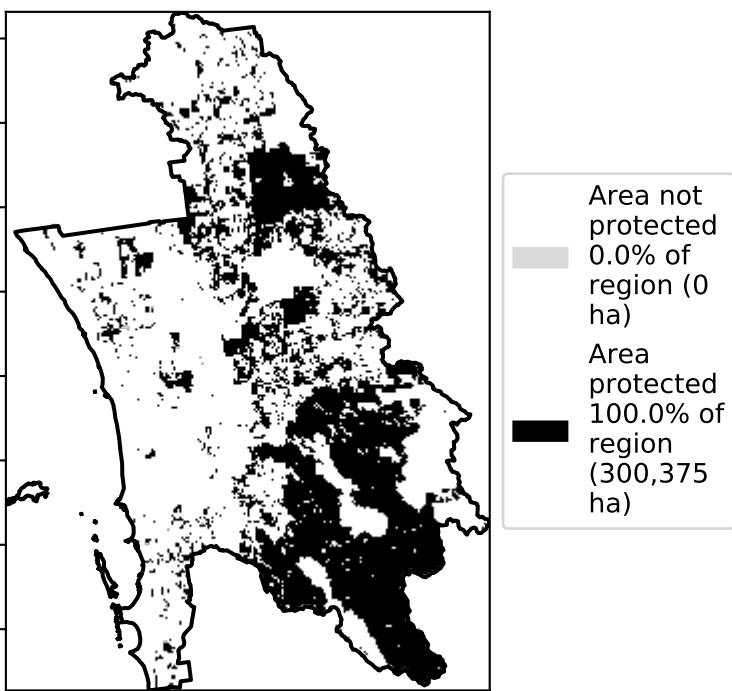 Area not
protected
0.0% of
region (0
ha)
Area
protected
100.0% of
region
(300,375
ha)